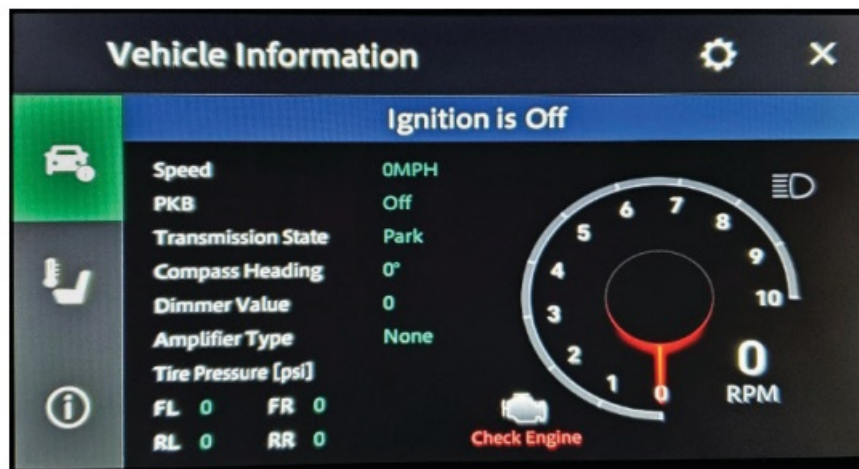 Vehicle Information
Ignition is Off
Speed 0MPH
PKB Off
Transmission State Park
Compass Heading 0°
Dimmer Value 0
Amplifier Type None
Tire Pressure [psi]
FL 0 FR 0
RL 0 RR 0
0 1 2 3 4 5 6 7 8 9 10
0
RPM
Check Engine